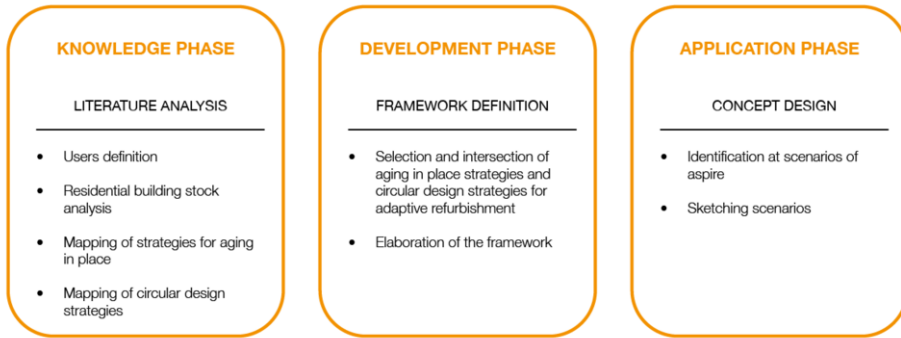 KNOWLEDGE PHASE
LITERATURE ANALYSIS
• Users definition
• Residential building stock
analysis
• Mapping of strategies for aging
in place
• Mapping of circular design
strategies
DEVELOPMENT PHASE
FRAMEWORK DEFINITION
• Selection and intersection of
aging in place strategies and
circular design strategies for
adaptive refurbishment
• Elaboration of the framework
APPLICATION PHASE
CONCEPT DESIGN
• Identification at scenarios of
aspire
• Sketching scenarios